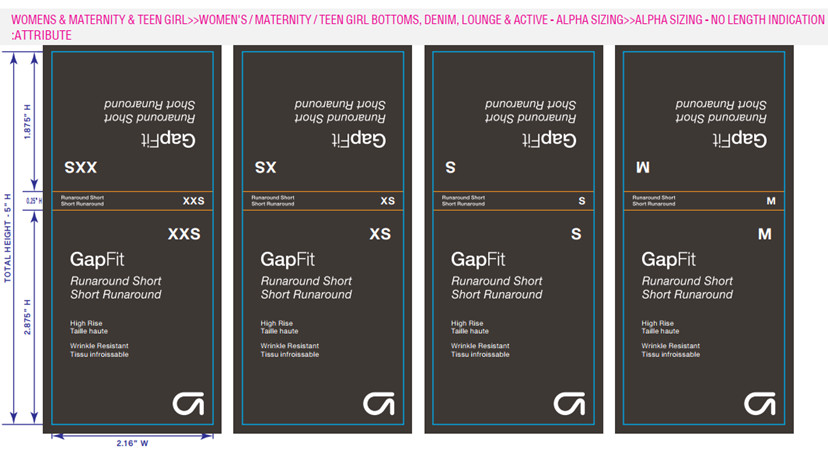 WOMENS & MATERNITY & TEEN GIRL>>WOMEN'S / MATERNITY / TEEN GIRL BOTTOMS, DENIM, LOUNGE & ACTIVE - ALPHA SIZING>>ALPHA SIZING - NO LENGTH INDICATION
:ATTRIBUTE
TOTAL HEIGHT - 5" H
1.875" H
0.25" H
2.875" H
2.16" W
XXS
GapFit
Short Runaround
Runaround Short
Runaround Short
Short Runaround
XXS
XXS
GapFit
Runaround Short
Short Runaround
High Rise
Taille haute
Wrinkle Resistant
Tissu infroissable
XS
GapFit
Short Runaround
Runaround Short
Runaround Short
Short Runaround
XS
XS
GapFit
Runaround Short
Short Runaround
High Rise
Taille haute
Wrinkle Resistant
Tissu infroissable
S
GapFit
Short Runaround
Runaround Short
Runaround Short
Short Runaround
S
S
GapFit
Runaround Short
Short Runaround
High Rise
Taille haute
Wrinkle Resistant
Tissu infroissable
M
GapFit
Short Runaround
Runaround Short
Runaround Short
Short Runaround
M
M
GapFit
Runaround Short
Short Runaround
High Rise
Taille haute
Wrinkle Resistant
Tissu infroissable